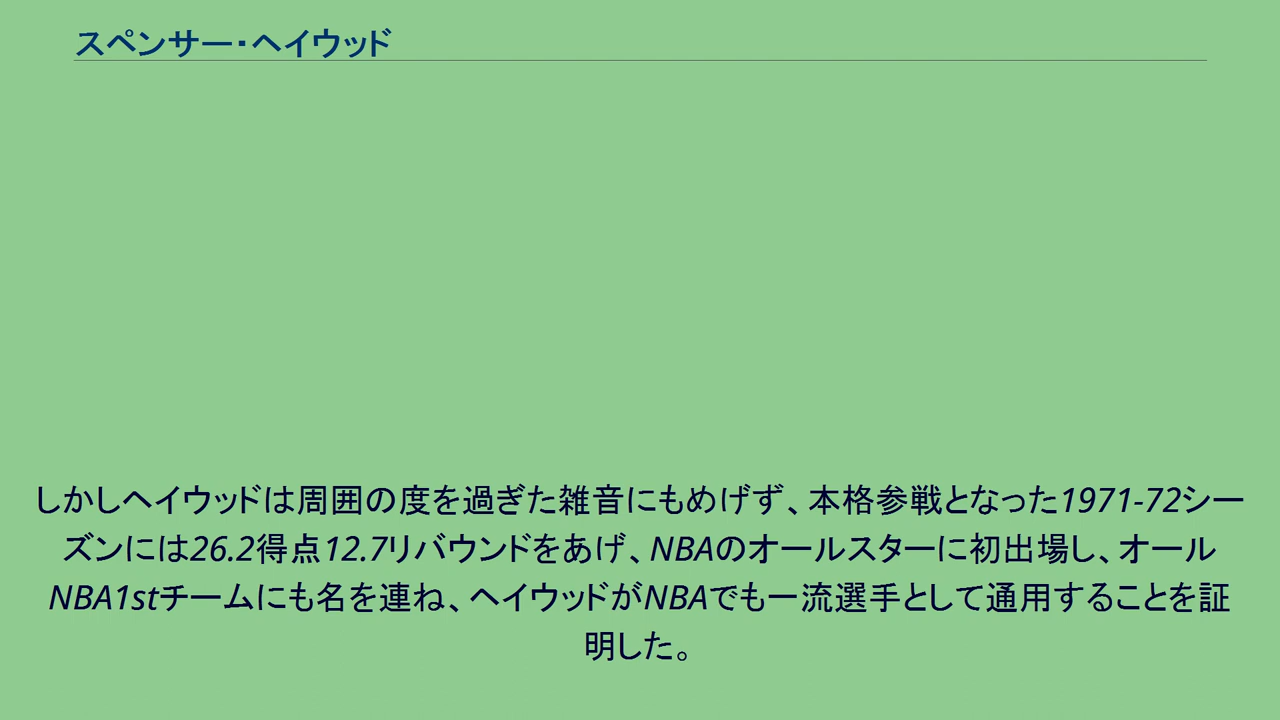 スペンサー・ヘイウッド
しかしヘイウッドは周囲の度を過ぎた雑音にもめげず、本格参戦となった1971-72シー
ズンには26.2得点12.7リバウンドをあげ、NBAのオールスターに初出場し、オール
NBA1stチームにも名を連ね、ヘイウッドがNBAでも一流選手として通用することを証
明した。